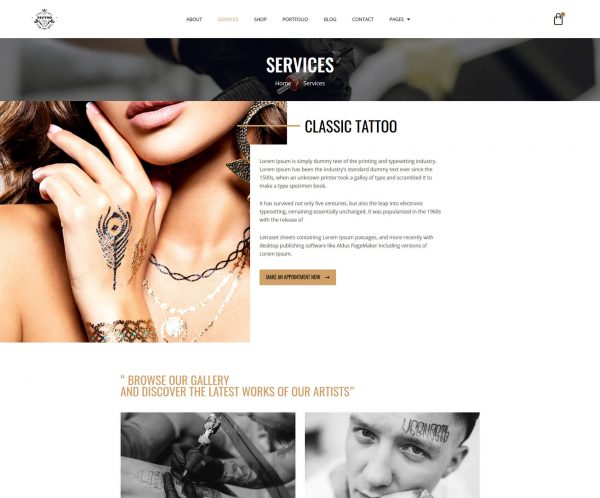 TATTOO
ABOUT SERVICES SHOP PORTFOLIO BLOG CONTACT PAGES
SERVICES
Home / Services
CLASSIC TATTOO
Lorem Ipsum is simply dummy text of the printing and typesetting industry.
Lorem Ipsum has been the industry's standard dummy text ever since the
1500s, when an unknown printer took a galley of type and scrambled it to
make a type specimen book.
It has survived not only five centuries, but also the leap into electronic
typesetting, remaining essentially unchanged. It was popularised in the 1960s
with the release of
Letraset sheets containing Lorem Ipsum passages, and more recently with
desktop publishing software like Aldus PageMaker including versions of
Lorem Ipsum.
MAKE AN APPOINTMENT NOW →
“ BROWSE OUR GALLERY
AND DISCOVER THE LATEST WORKS OF OUR ARTISTS”